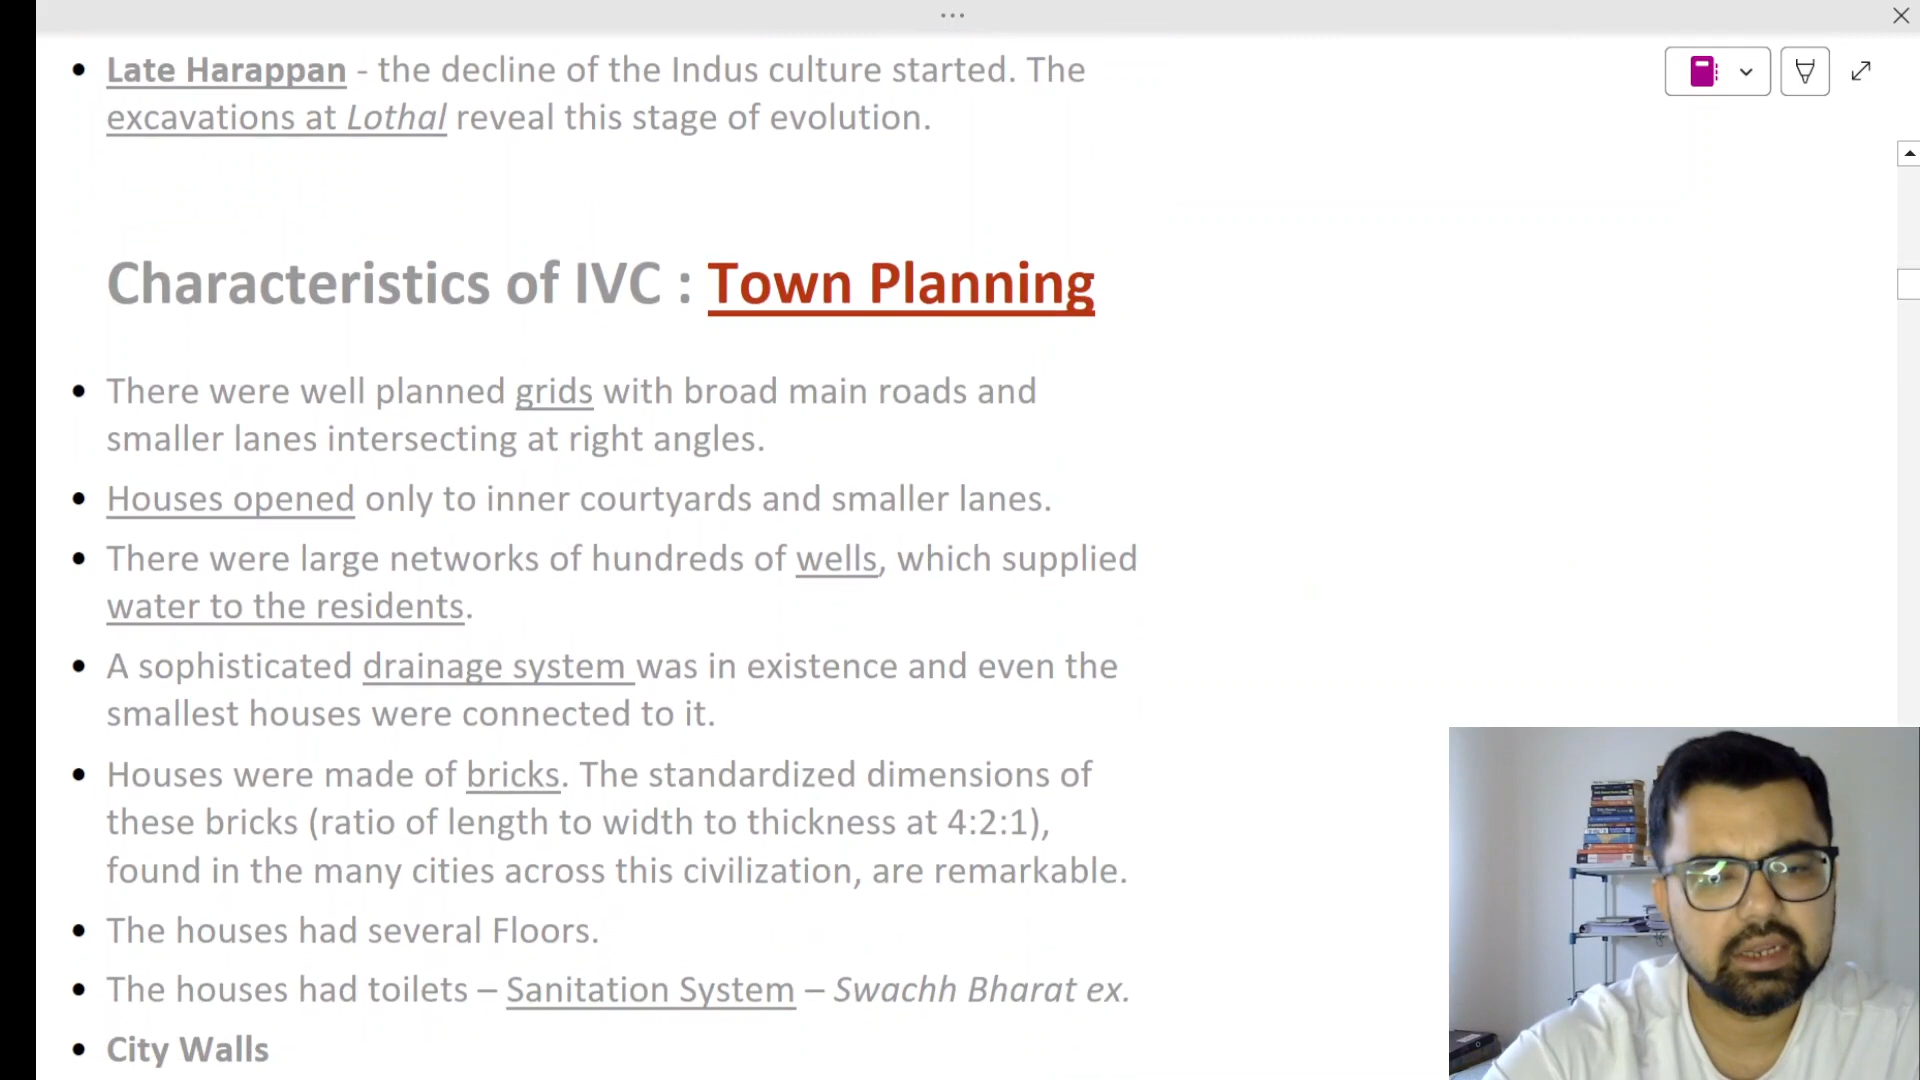 • Late Harappan - the decline of the Indus culture started. The
excavations at Lothal reveal this stage of evolution.
Characteristics of IVC : Town Planning
• There were well planned grids with broad main roads and
smaller lanes intersecting at right angles.
• Houses opened only to inner courtyards and smaller lanes.
• There were large networks of hundreds of wells, which supplied
water to the residents.
• A sophisticated drainage system was in existence and even the
smallest houses were connected to it.
• Houses were made of bricks. The standardized dimensions of
these bricks (ratio of length to width to thickness at 4:2:1),
found in the many cities across this civilization, are remarkable.
• The houses had several Floors.
• The houses had toilets – Sanitation System – Swachh Bharat ex.
• City Walls